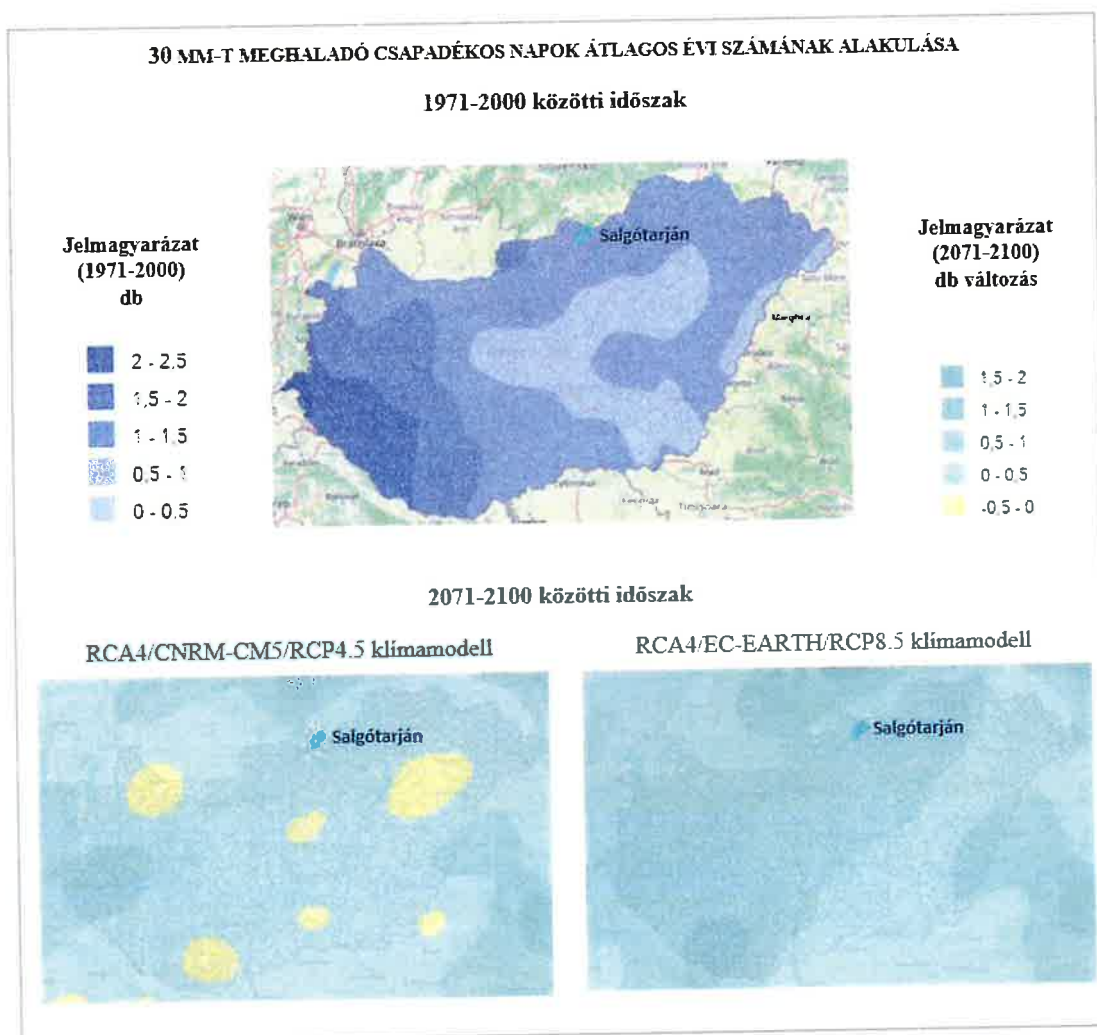 30 MM-T MEGHALADÓ CSAPADÉKOS NAPOK ÁTLAGOS ÉVI SZÁMÁNAK ALAKULÁSA
1971-2000 közötti időszak
Jelmagyarázat
(1971-2000)
db
2 - 2.5
1,5 - 2
1 - 1,5
0,5 - 1
0 - 0.5
Bratislava
Salgótarján
Timișoara
Jelmagyarázat
(2071-2100)
db változás
1,5 - 2
1 - 1,5
0,5 - 1
0 - 0,5
-0,5 - 0
2071-2100 közötti időszak
RCA4/CNRM-CM5/RCP4.5 klímamodell
RCA4/EC-EARTH/RCP8.5 klímamodell
Salgótarján
Salgótarján